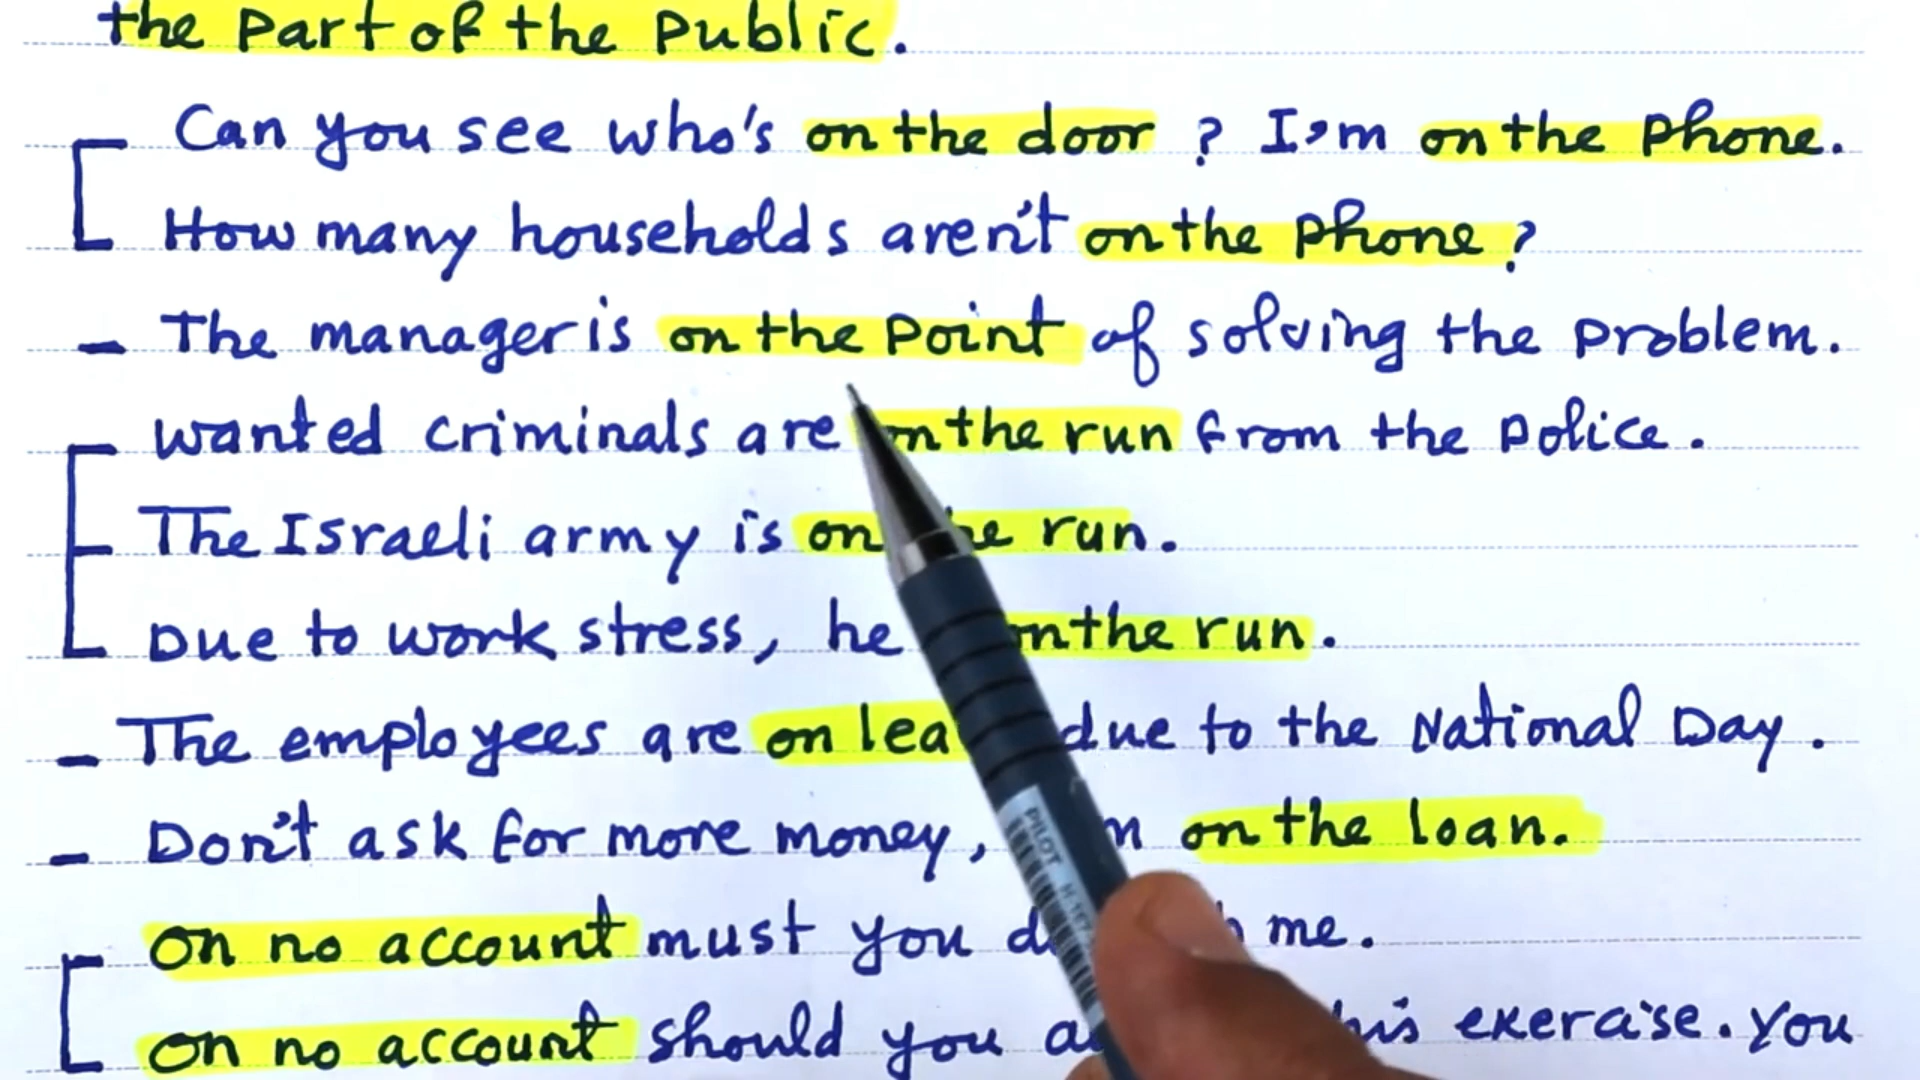 the part of the public.
Can you see who's on the door? I'm on the phone.
How many households aren't on the phone?
The manager is on the point of solving the problem.
wanted criminals are on the run from the police.
The Israeli army is on the run.
Due to work stress, he on the run.
The employees are on due to the National Day.
Don't ask for more money, on the loan.
on no account must you me.
on no account should you exercise. You
PILOT